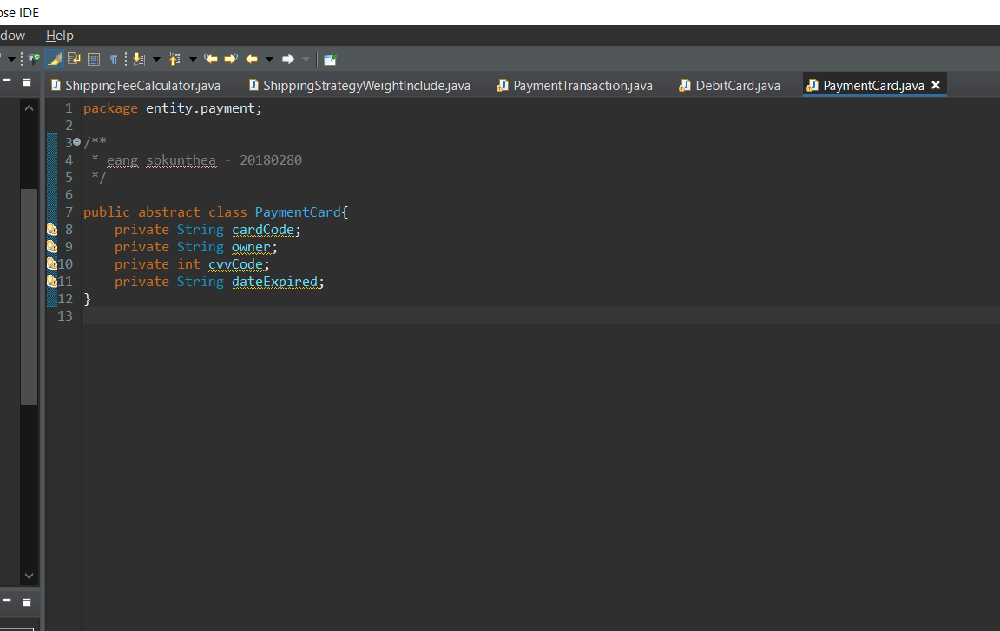 IDE
Help
ShippingFeeCalculator.java
ShippingStrategyWeightInclude.java
PaymentTransaction.java
DebitCard.java
PaymentCard.java
1 package entity.payment;
2
3 /**
4 * eang sokunthea - 20180280
5 */
6
7 public abstract class PaymentCard{
8 private String cardCode;
9 private String owner;
10 private int cvvCode;
11 private String dateExpired;
12 }
13